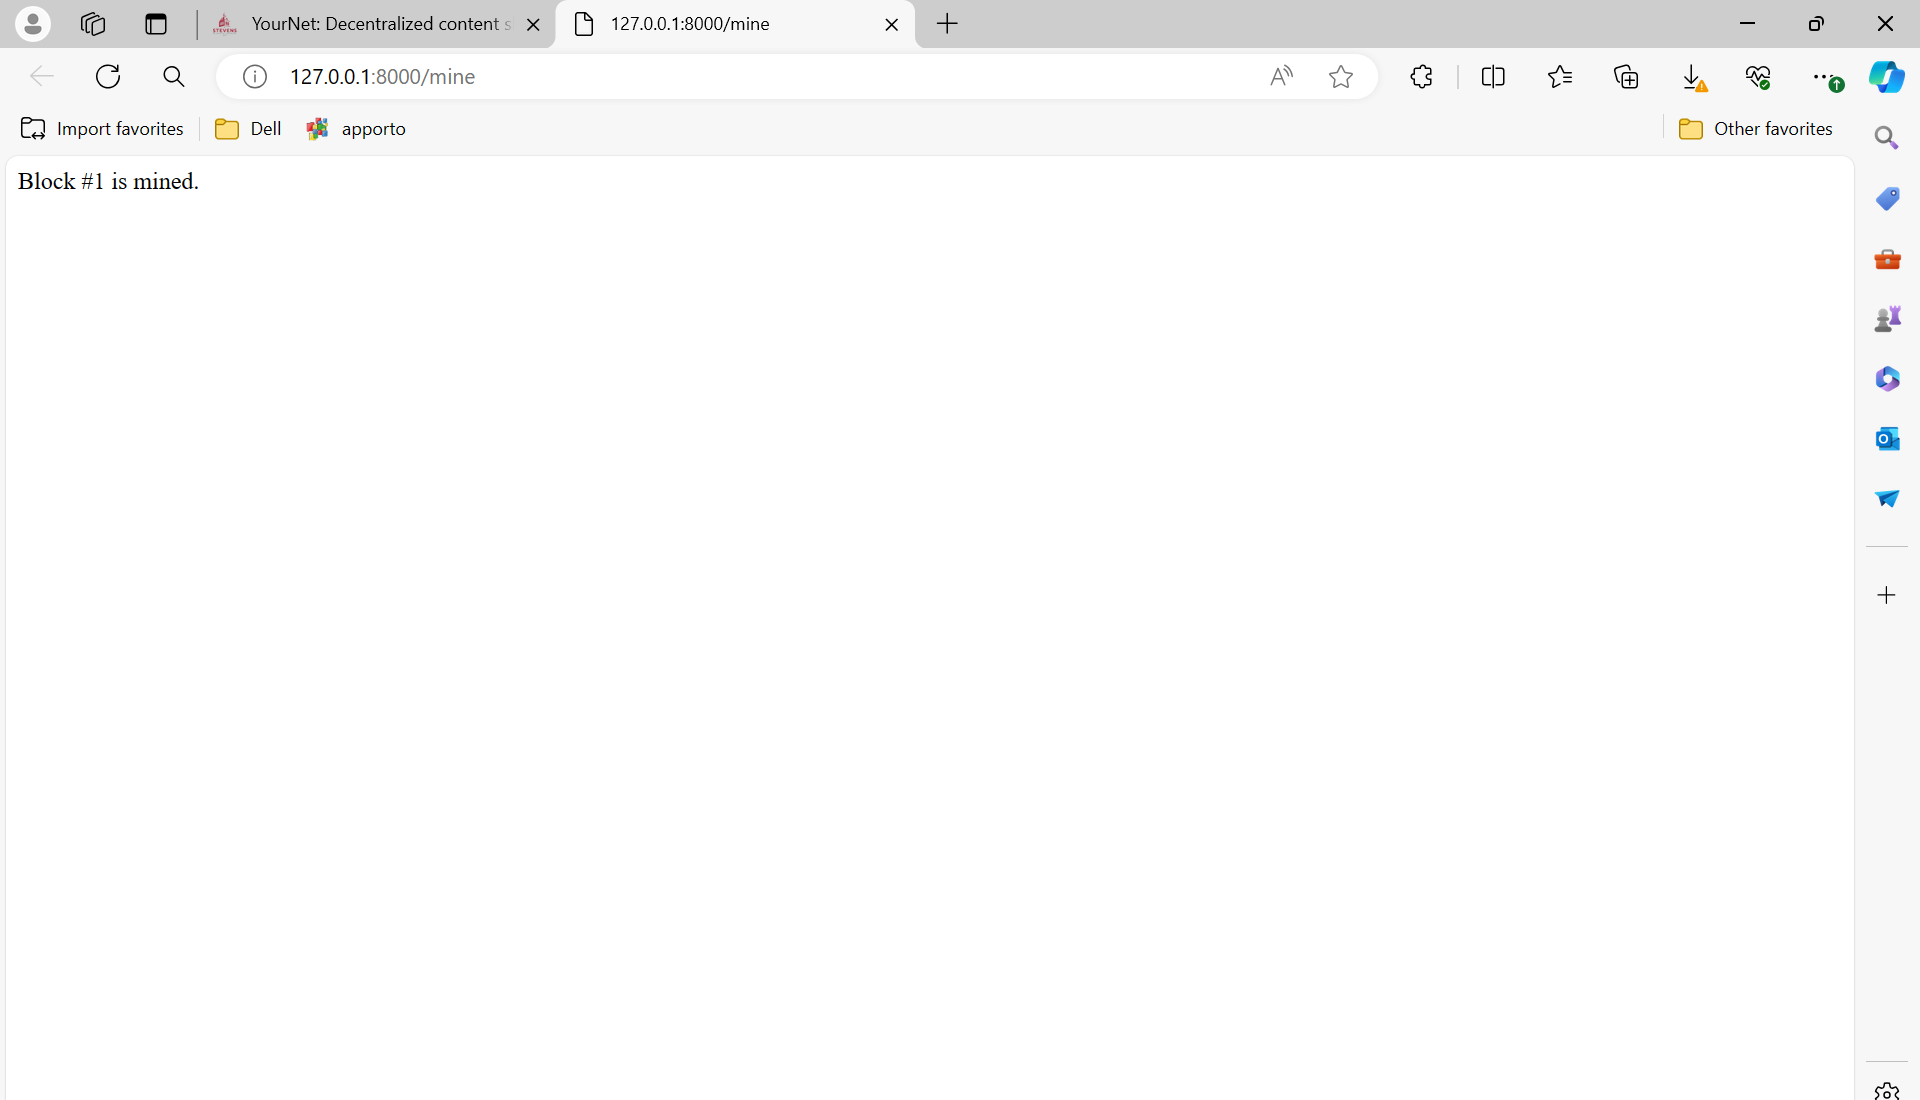 YourNet: Decentralized content s
127.0.0.1:8000/mine
127.0.0.1:8000/mine
Import favorites
Dell
apporto
Other favorites
Block #1 is mined.